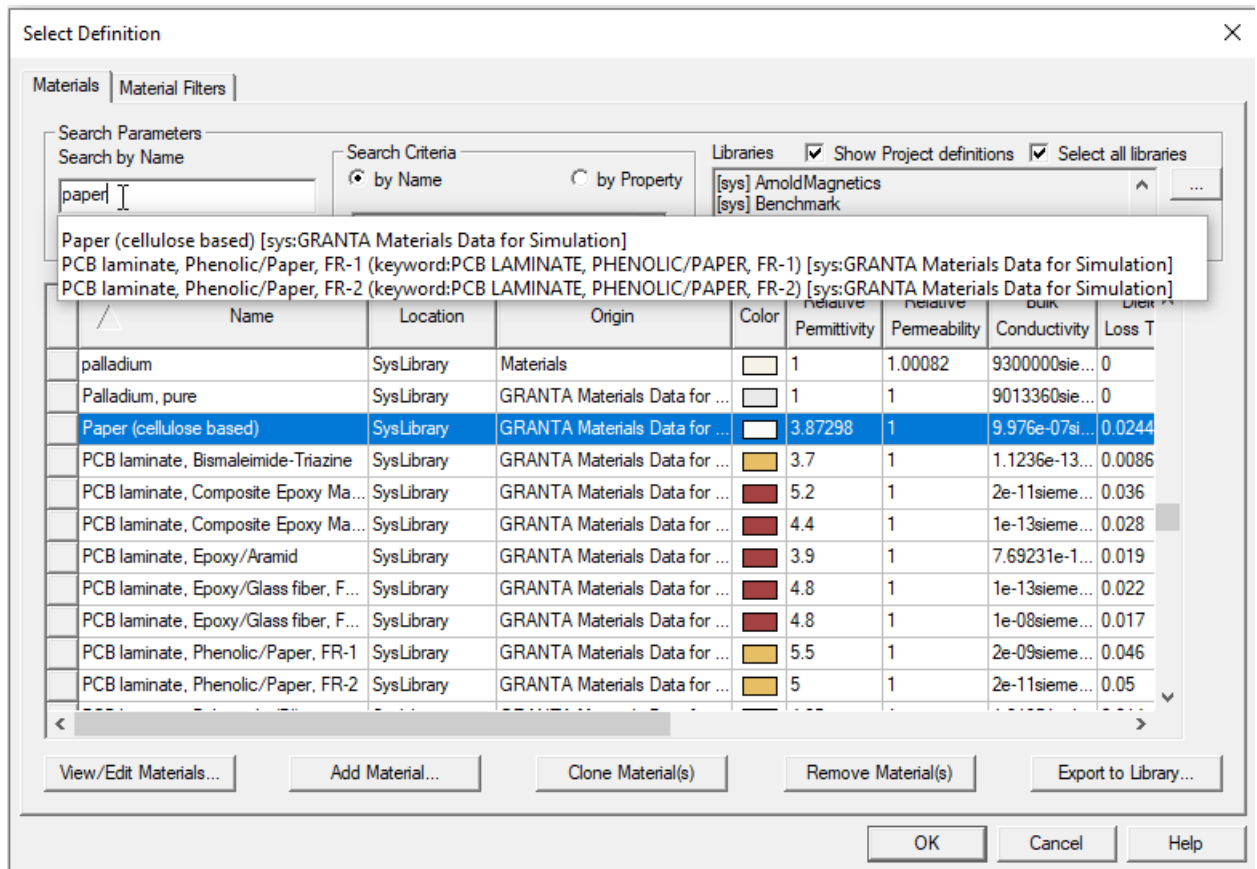 Select Definition
Materials
Material Filters
Search Parameters
Search by Name
paper
Search Criteria
by Name
by Property
Libraries
Show Project definitions
Select all libraries
[sys] ArnoldMagnetics
[sys] Benchmark
...
Paper (cellulose based) [sys:GRANTA Materials Data for Simulation]
PCB laminate, Phenolic/Paper, FR-1 (keyword:PCB LAMINATE, PHENOLIC/PAPER, FR-1) [sys:GRANTA Materials Data for Simulation]
PCB laminate, Phenolic/Paper, FR-2 (keyword:PCB LAMINATE, PHENOLIC/PAPER, FR-2) [sys:GRANTA Materials Data for Simulation]
Name Location Origin Color Relative Permittivity Relative Permeability Bulk Conductivity Diele Loss T
palladium SysLibrary Materials 1 1.00082 9300000sie... 0
Palladium, pure SysLibrary GRANTA Materials Data for ... 1 1 9013360sie... 0
Paper (cellulose based) SysLibrary GRANTA Materials Data for ... 3.87298 1 9.976e-07si... 0.0244
PCB laminate, Bismaleimide-Triazine SysLibrary GRANTA Materials Data for ... 3.7 1 1.1236e-13... 0.0086
PCB laminate, Composite Epoxy Ma... SysLibrary GRANTA Materials Data for ... 5.2 1 2e-11sieme... 0.036
PCB laminate, Composite Epoxy Ma... SysLibrary GRANTA Materials Data for ... 4.4 1 1e-13sieme... 0.028
PCB laminate, Epoxy/Aramid SysLibrary GRANTA Materials Data for ... 3.9 1 7.69231e-1... 0.019
PCB laminate, Epoxy/Glass fiber, F... SysLibrary GRANTA Materials Data for ... 4.8 1 1e-13sieme... 0.022
PCB laminate, Epoxy/Glass fiber, F... SysLibrary GRANTA Materials Data for ... 4.8 1 1e-08sieme... 0.017
PCB laminate, Phenolic/Paper, FR-1 SysLibrary GRANTA Materials Data for ... 5.5 1 2e-09sieme... 0.046
PCB laminate, Phenolic/Paper, FR-2 SysLibrary GRANTA Materials Data for ... 5 1 2e-11sieme... 0.05
View/Edit Materials...
Add Material...
Clone Material(s)
Remove Material(s)
Export to Library...
OK
Cancel
Help